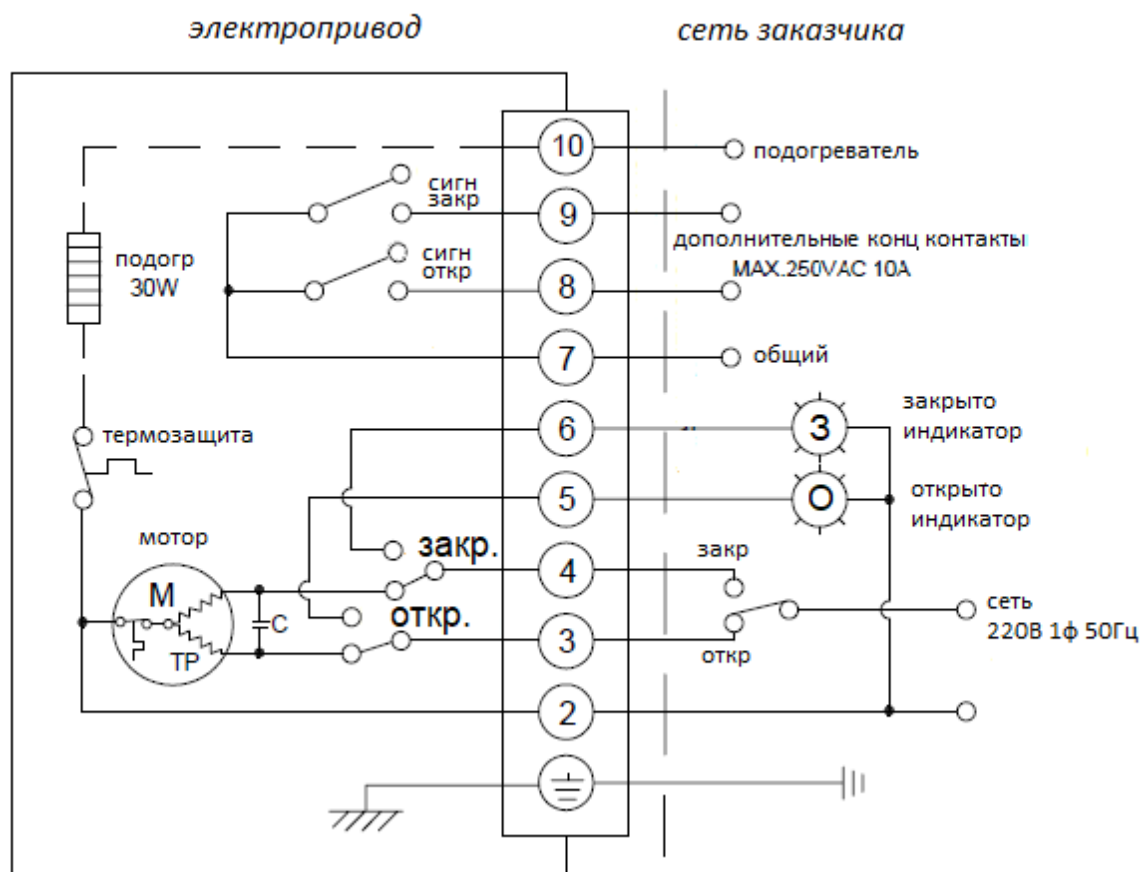 электропривод
сеть заказчика
10
подогреватель
сигн
закр
9
дополнительные конц контакты
MAX.250VAC 10A
подогр
30W
сигн
откр
8
7
общий
термозащита
6
З
закрыто
индикатор
5
О
открыто
индикатор
мотор
закр.
4
закр
M
C
TP
откр.
3
откр
сеть
220В 1ф 50Гц
2